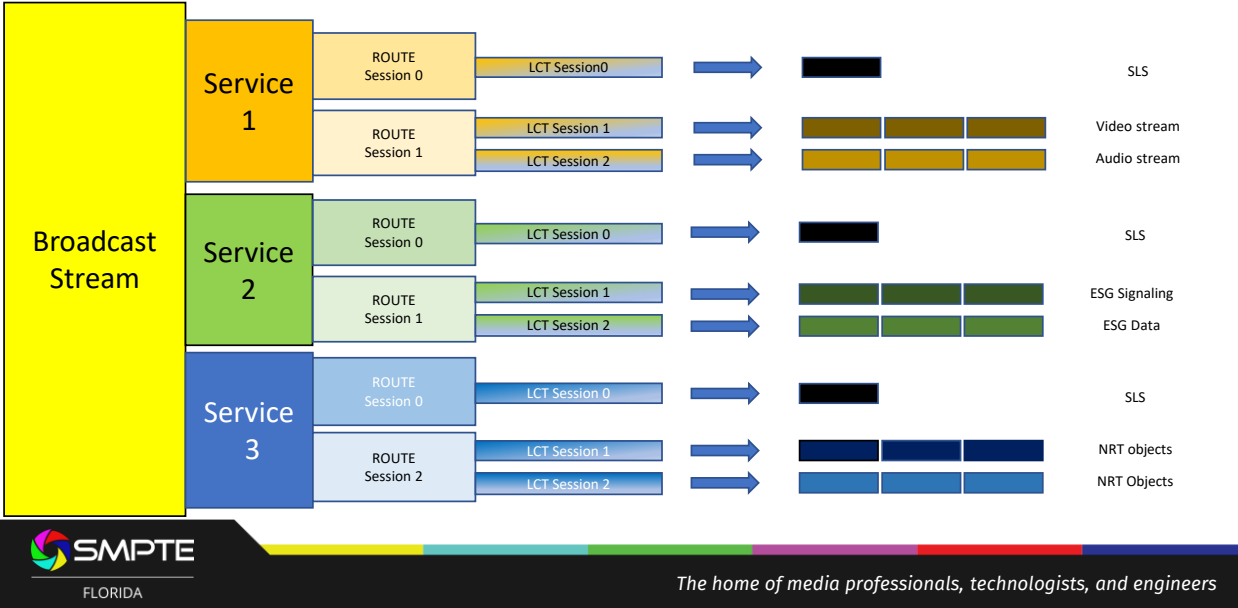 Broadcast
Stream
Service
1
ROUTE
Session 0
LCT Session0
SLS
ROUTE
Session 1
LCT Session 1
Video stream
LCT Session 2
Audio stream
Service
2
ROUTE
Session 0
LCT Session 0
SLS
ROUTE
Session 1
LCT Session 1
ESG Signaling
LCT Session 2
ESG Data
Service
3
ROUTE
Session 0
LCT Session 0
SLS
ROUTE
Session 2
LCT Session 1
NRT objects
LCT Session 2
NRT Objects
SMPTE
FLORIDA
The home of media professionals, technologists, and engineers